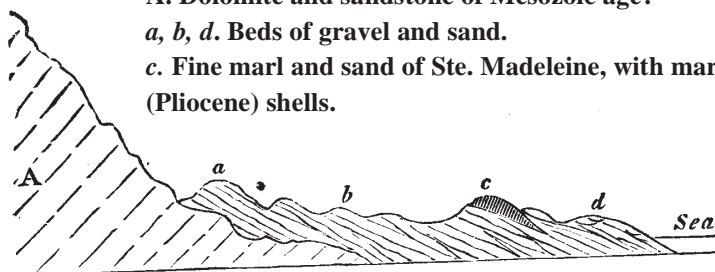 A. Dolomite and sandstone of Mesozoic age?
a, b, d. Beds of gravel and sand.
c. Fine marl and sand of Ste. Madeleine, with mar
(Pliocene) shells.
A
a
b
c
d
Sea